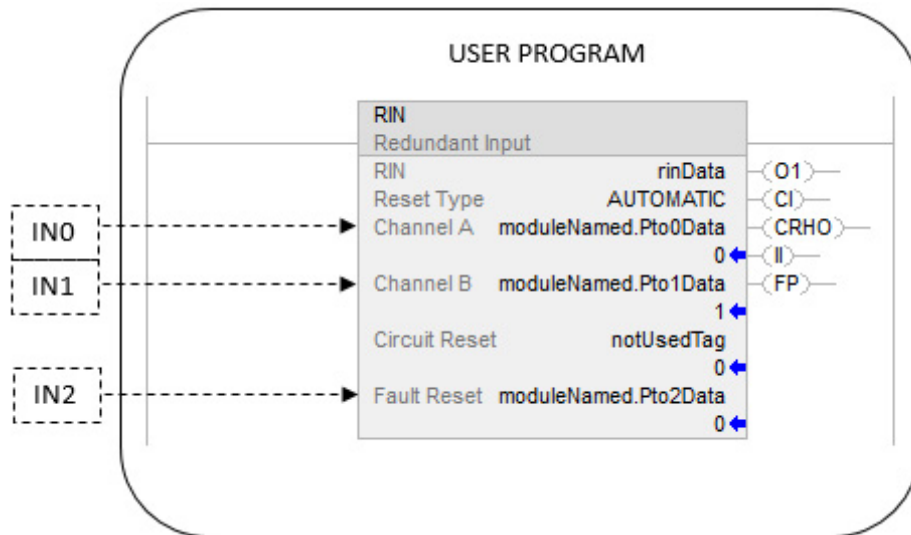 USER PROGRAM
RIN
Redundant Input
RIN rinData O1
Reset Type AUTOMATIC CI
IN0 Channel A moduleNamed.Pto0Data CRHO
0 II
IN1 Channel B moduleNamed.Pto1Data FP
1
Circuit Reset notUsedTag
0
IN2 Fault Reset moduleNamed.Pto2Data
0